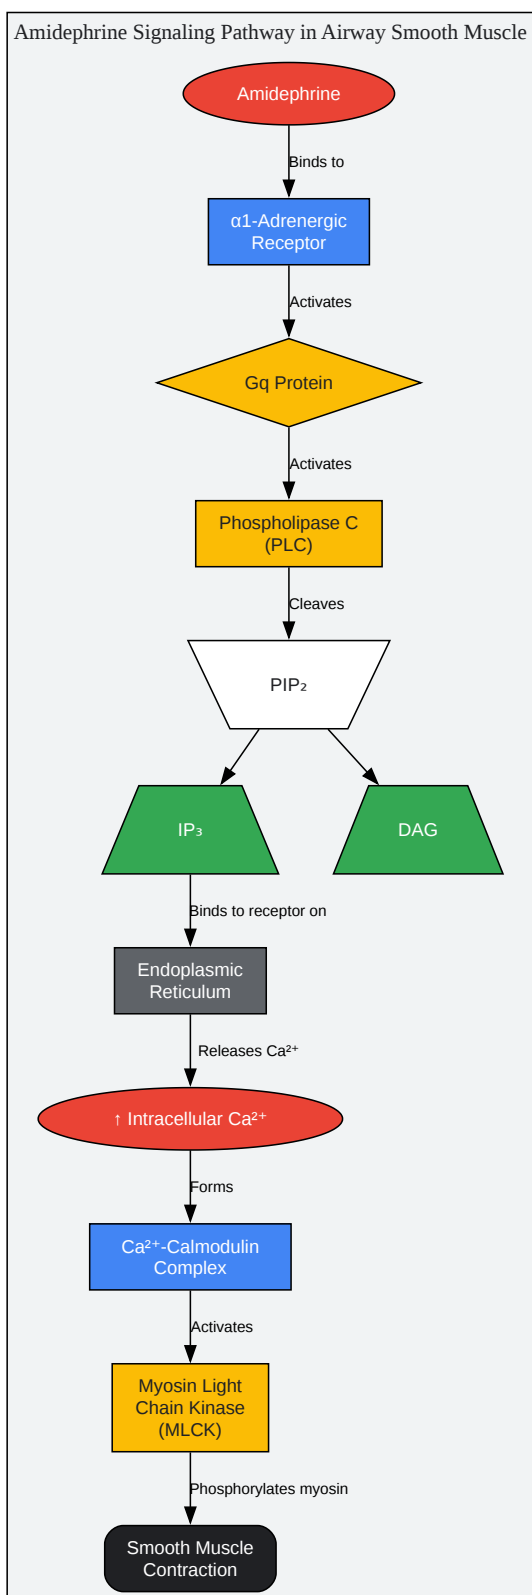 Amidephrine Signaling Pathway in Airway Smooth Muscle
Amidephrine
Binds to
α1-Adrenergic
Receptor
Activates
Gq Protein
Activates
Phospholipase C
(PLC)
Cleaves
PIP₂
IP₃
DAG
Binds to receptor on
Endoplasmic
Reticulum
Releases Ca²⁺
↑ Intracellular Ca²⁺
Forms
Ca²⁺-Calmodulin
Complex
Activates
Myosin Light
Chain Kinase
(MLCK)
Phosphorylates myosin
Smooth Muscle
Contraction